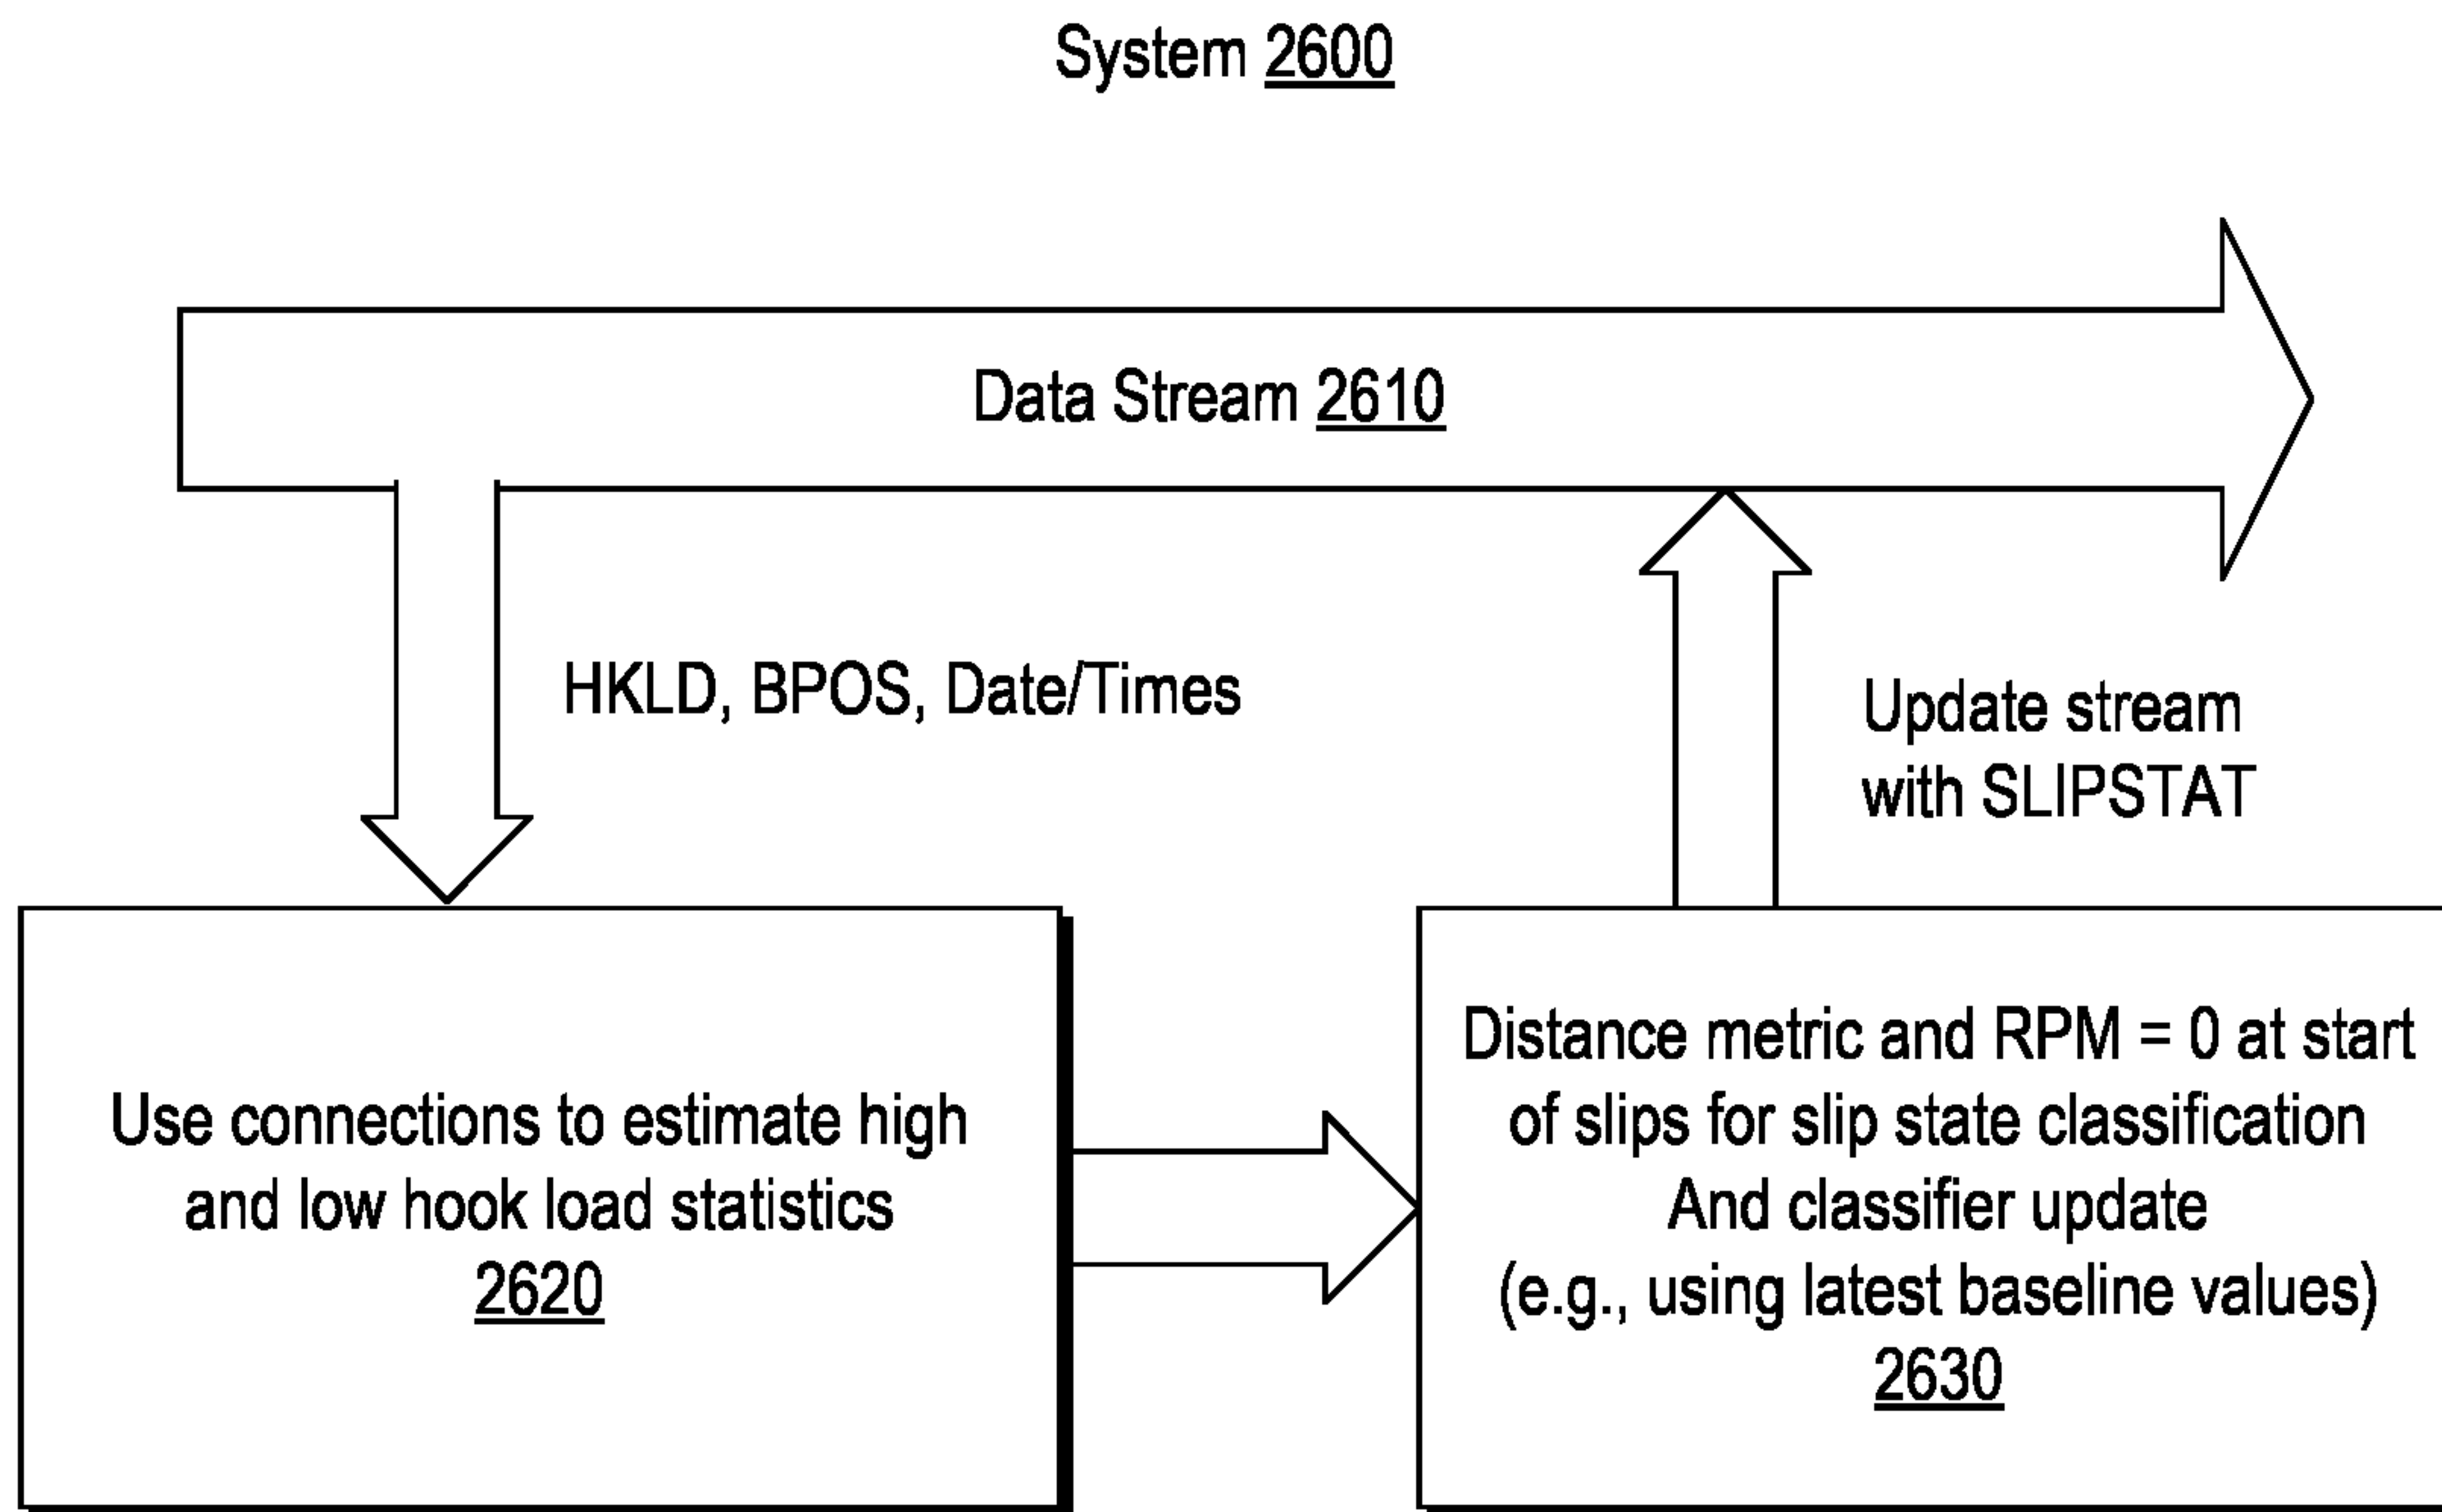 System 2600
Data Stream 2610
HKLD, BPOS, Date/Times
Update stream
with SLIPSTAT
Use connections to estimate high
and low hook load statistics
2620
Distance metric and RPM = 0 at start
of slips for slip state classification
And classifier update
(e.g., using latest baseline values)
2630